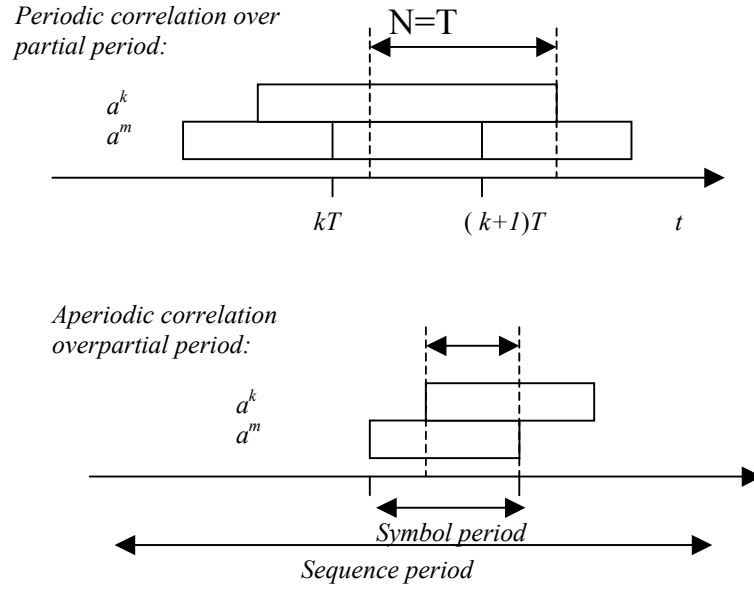 Periodic correlation over
partial period:
N=T
a^k
a^m
kT
( k+1)T
t
Aperiodic correlation
overpartial period:
a^k
a^m
Symbol period
Sequence period